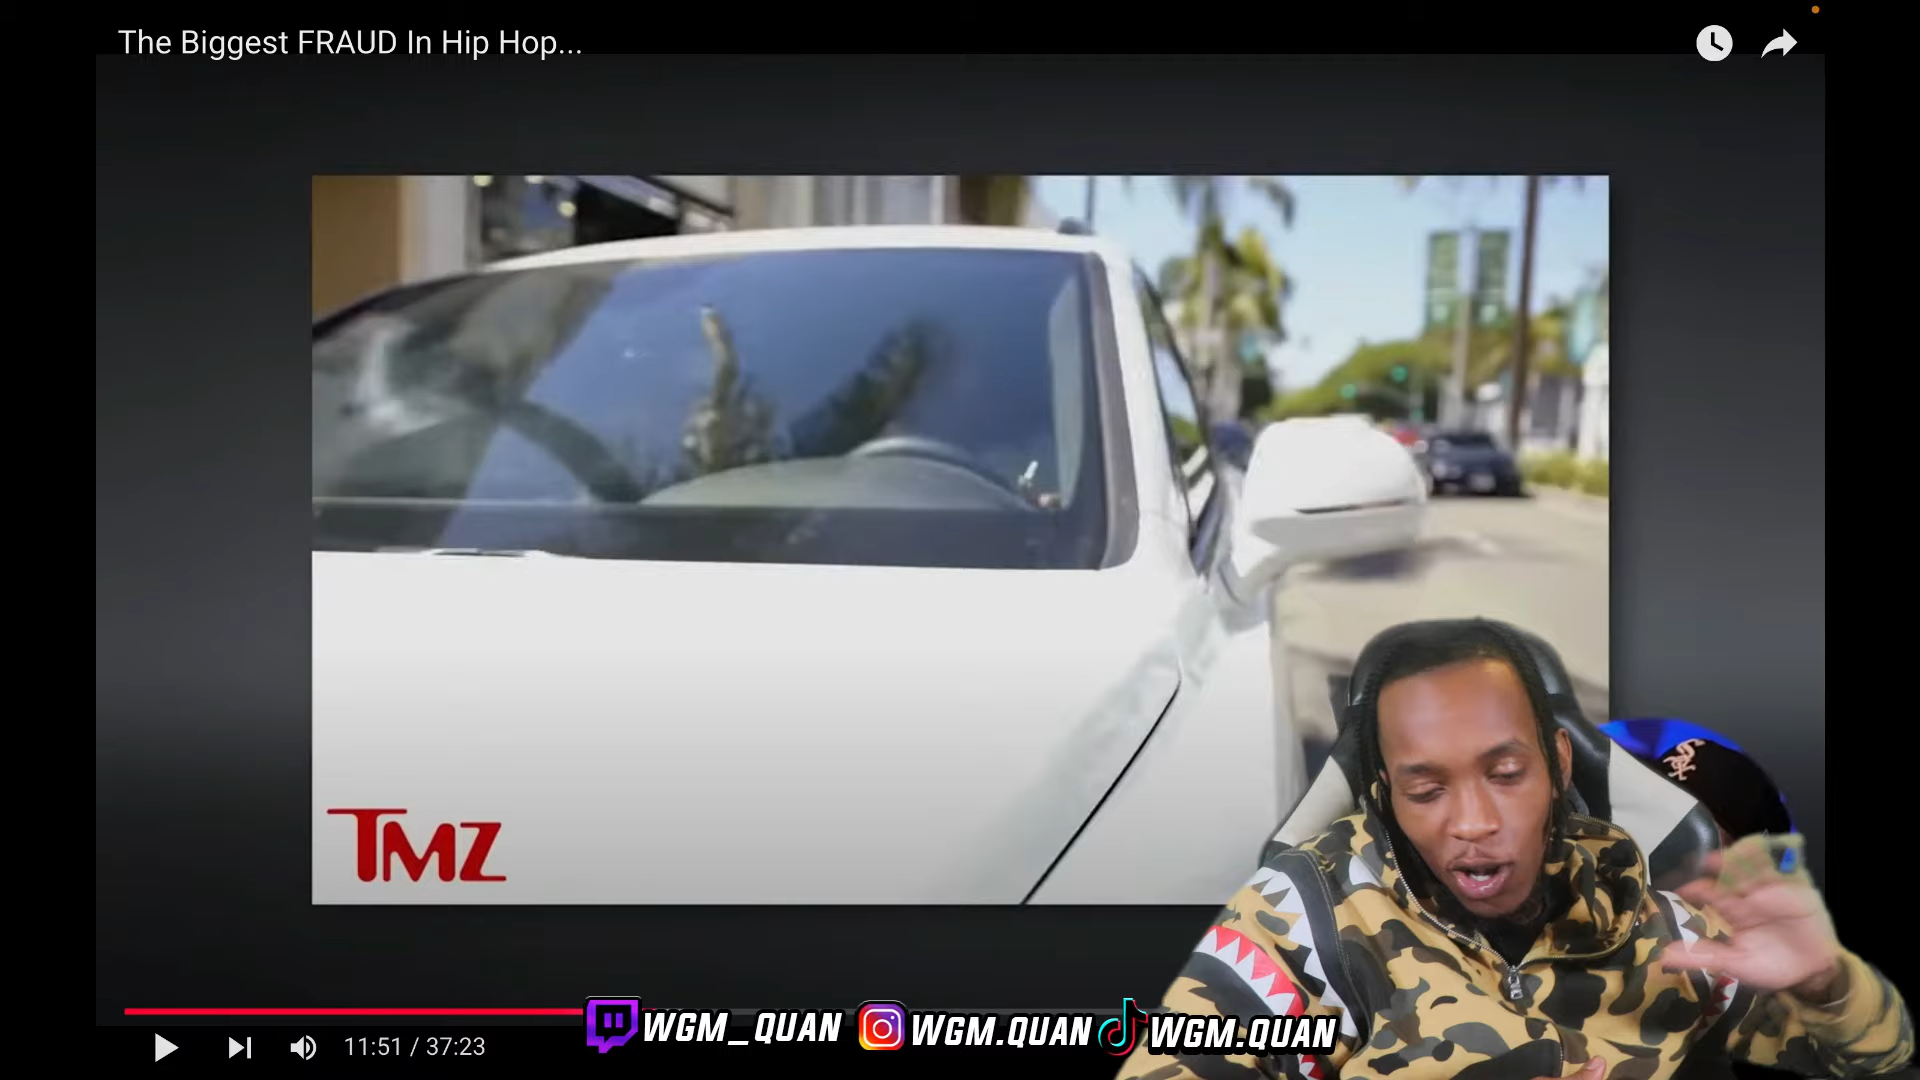 The Biggest FRAUD In Hip Hop...
TMZ
11:51 / 37:23
WGM_QUAN
WGM.QUAN
WGM.QUAN